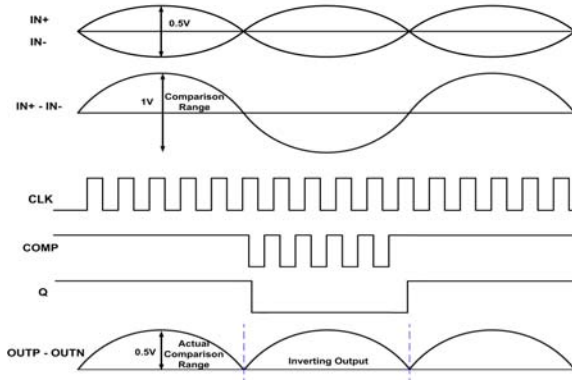 IN+
0.5V
IN-
IN+ - IN-
1V
Comparison
Range
CLK
COMP
Q
OUTP - OUTN
0.5V
Actual
Comparison
Range
Inverting Output